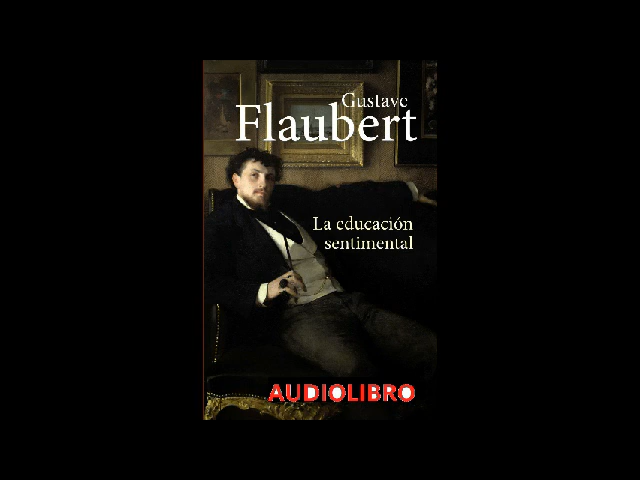 Gustave
Flaubert
La educación
sentimental
AUDIOLIBRO